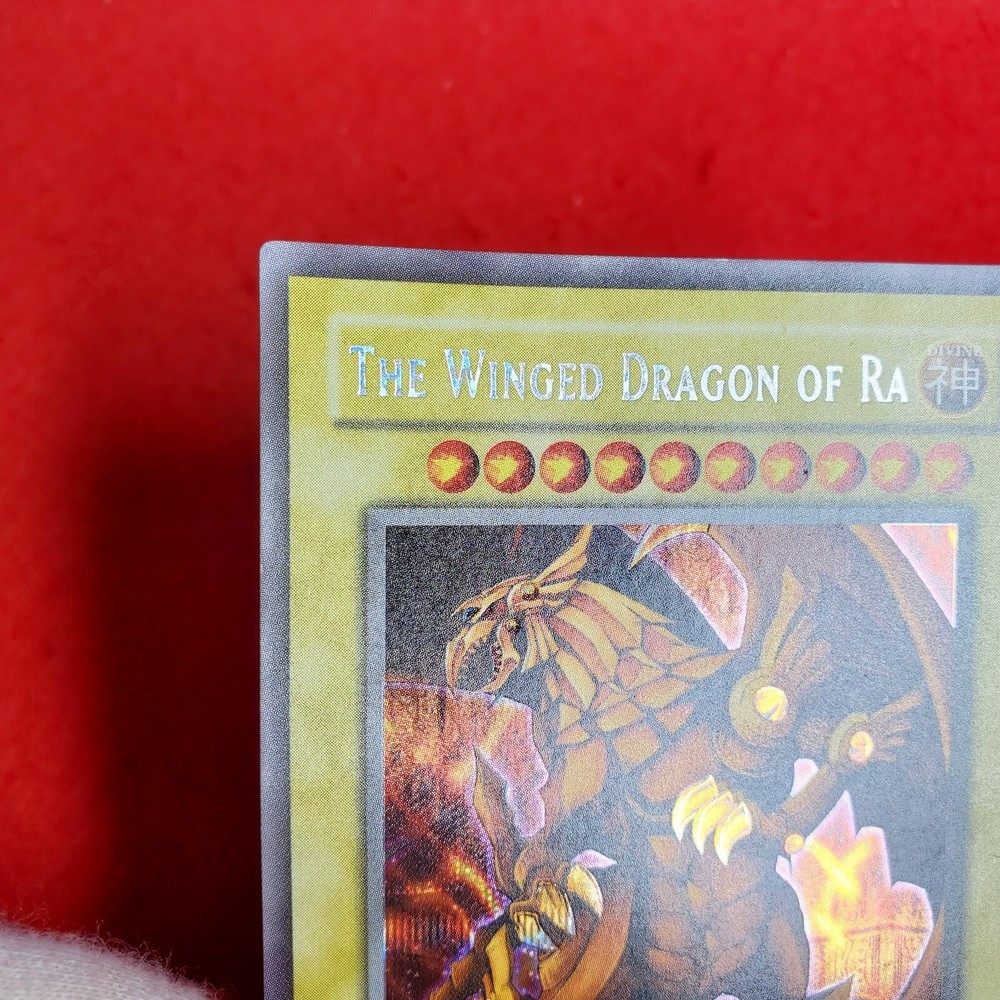 THE WINGED DRAGON OF RA
DIVINE
神